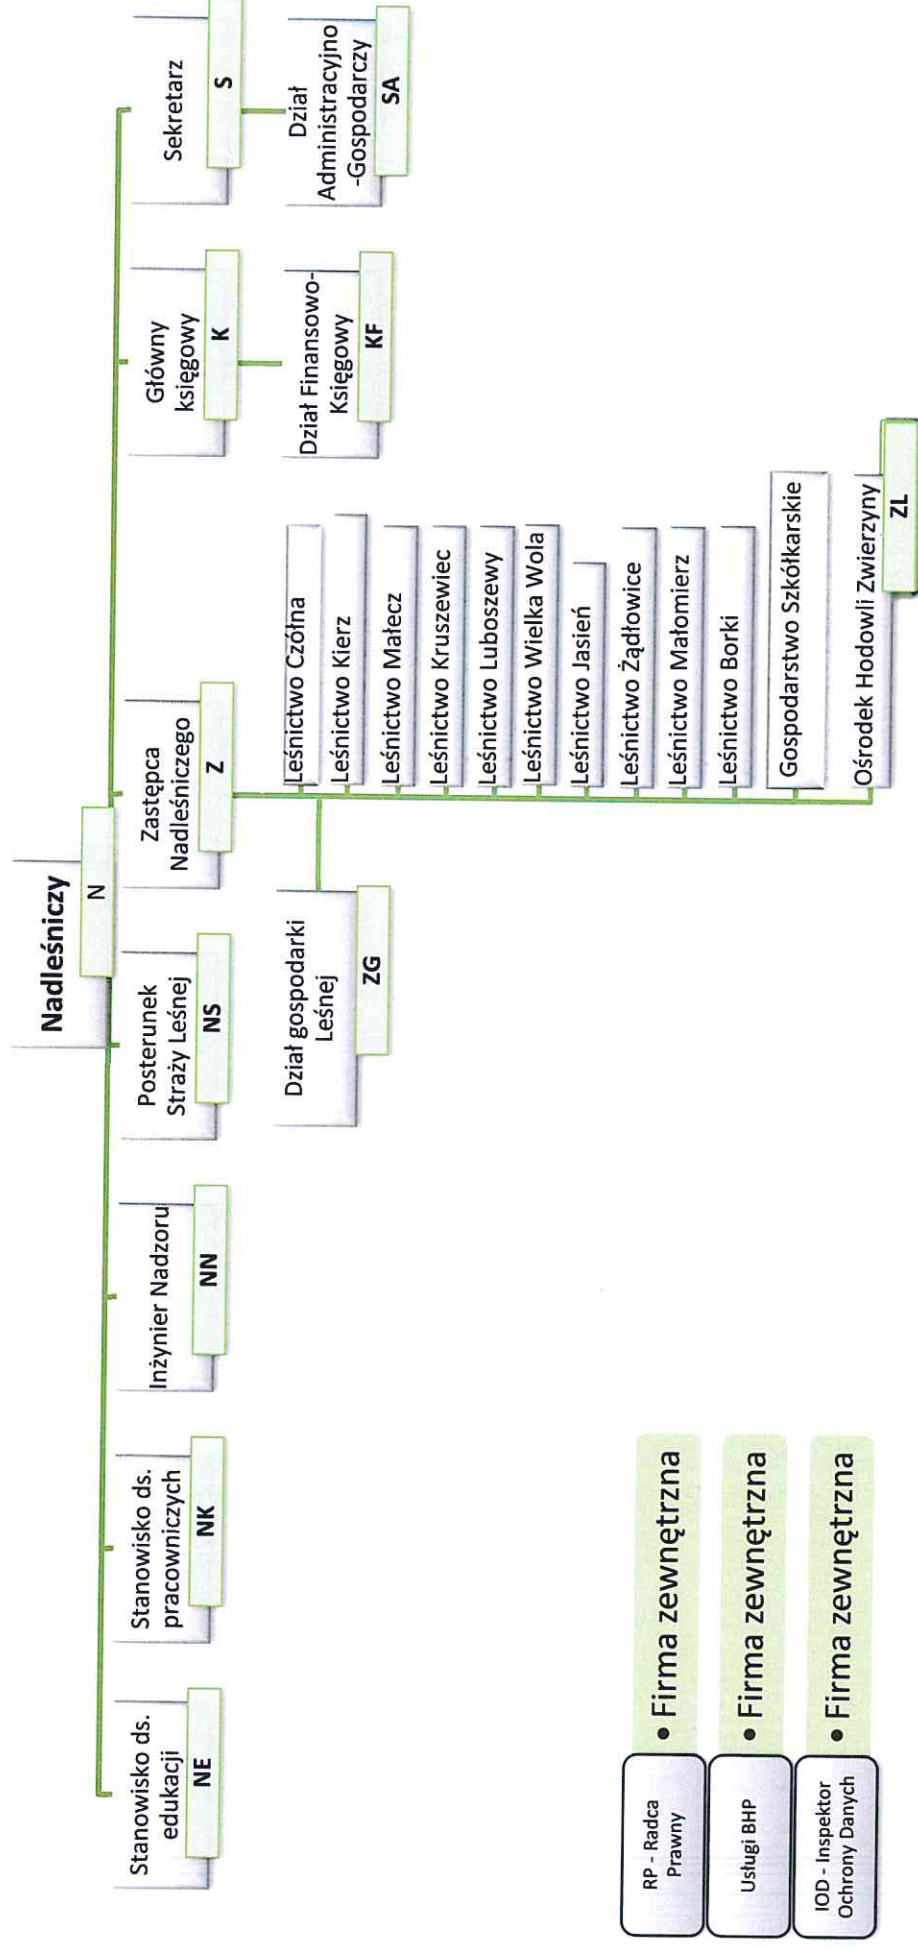 Nadleśniczy
N
Stanowisko ds.
edukacji
NE
Stanowisko ds.
pracowniczych
NK
Inżynier Nadzoru
NN
Posterunek
Straży Leśnej
NS
Zastępca
Nadleśniczego
Z
Główny
księgowy
K
Sekretarz
S
Dział gospodarki
Leśnej
ZG
Leśnictwo Czółna
Leśnictwo Kierz
Leśnictwo Małecz
Leśnictwo Kruszewiec
Leśnictwo Luboszewy
Leśnictwo Wielka Wola
Leśnictwo Jasień
Leśnictwo Żądłowice
Leśnictwo Małomierz
Leśnictwo Borki
Gospodarstwo Szkółkarskie
Ośrodek Hodowli Zwierzyny
ZL
Dział Finansowo-
Księgowy
KF
Dział
Administracyjno
-Gospodarczy
SA
RP - Radca
Prawny
• Firma zewnętrzna
Usługi BHP
• Firma zewnętrzna
IOD - Inspektor
Ochrony Danych
• Firma zewnętrzna